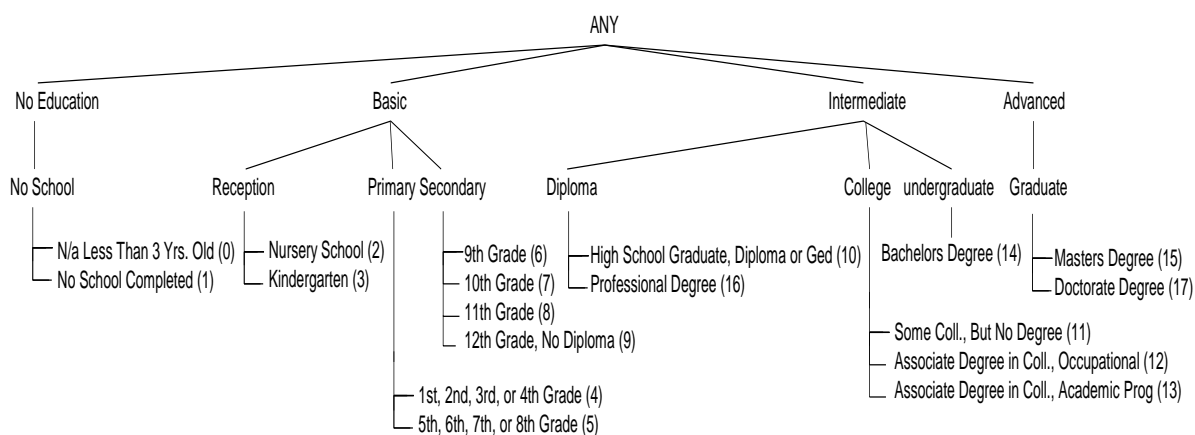 ANY
No Education
Basic
Intermediate
Advanced
No School
Reception
Primary
Secondary
Diploma
College
undergraduate
Graduate
N/a Less Than 3 Yrs. Old (0)
No School Completed (1)
Nursery School (2)
Kindergarten (3)
9th Grade (6)
10th Grade (7)
11th Grade (8)
12th Grade, No Diploma (9)
High School Graduate, Diploma or Ged (10)
Professional Degree (16)
Bachelors Degree (14)
Masters Degree (15)
Doctorate Degree (17)
Some Coll., But No Degree (11)
Associate Degree in Coll., Occupational (12)
Associate Degree in Coll., Academic Prog (13)
1st, 2nd, 3rd, or 4th Grade (4)
5th, 6th, 7th, or 8th Grade (5)